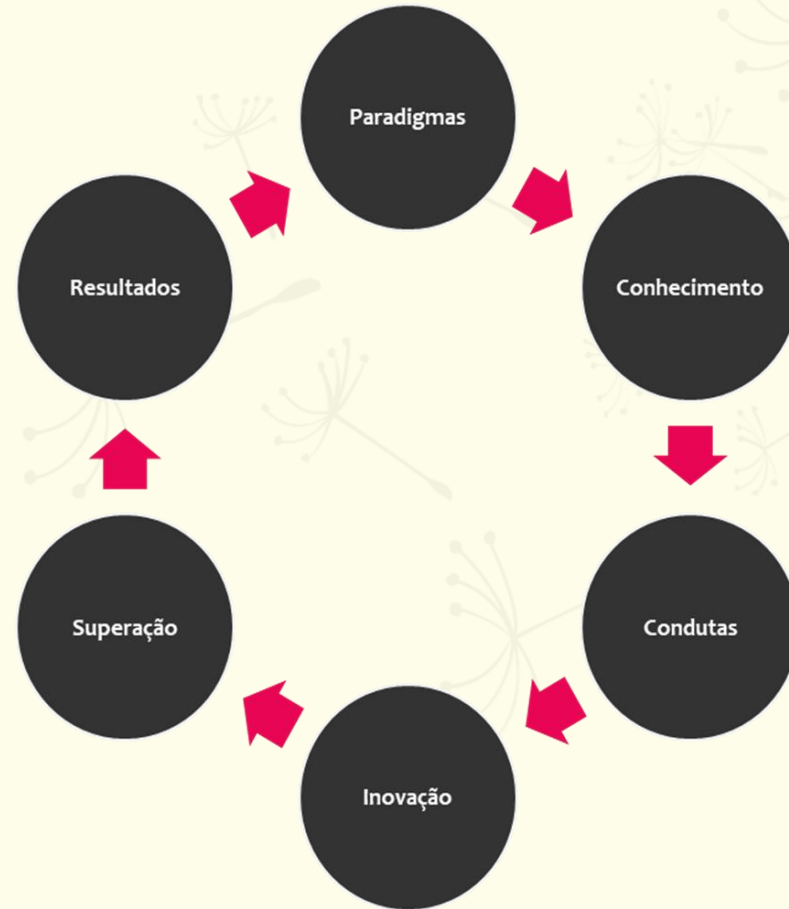 Paradigmas
Conhecimento
Condutas
Inovação
Superação
Resultados